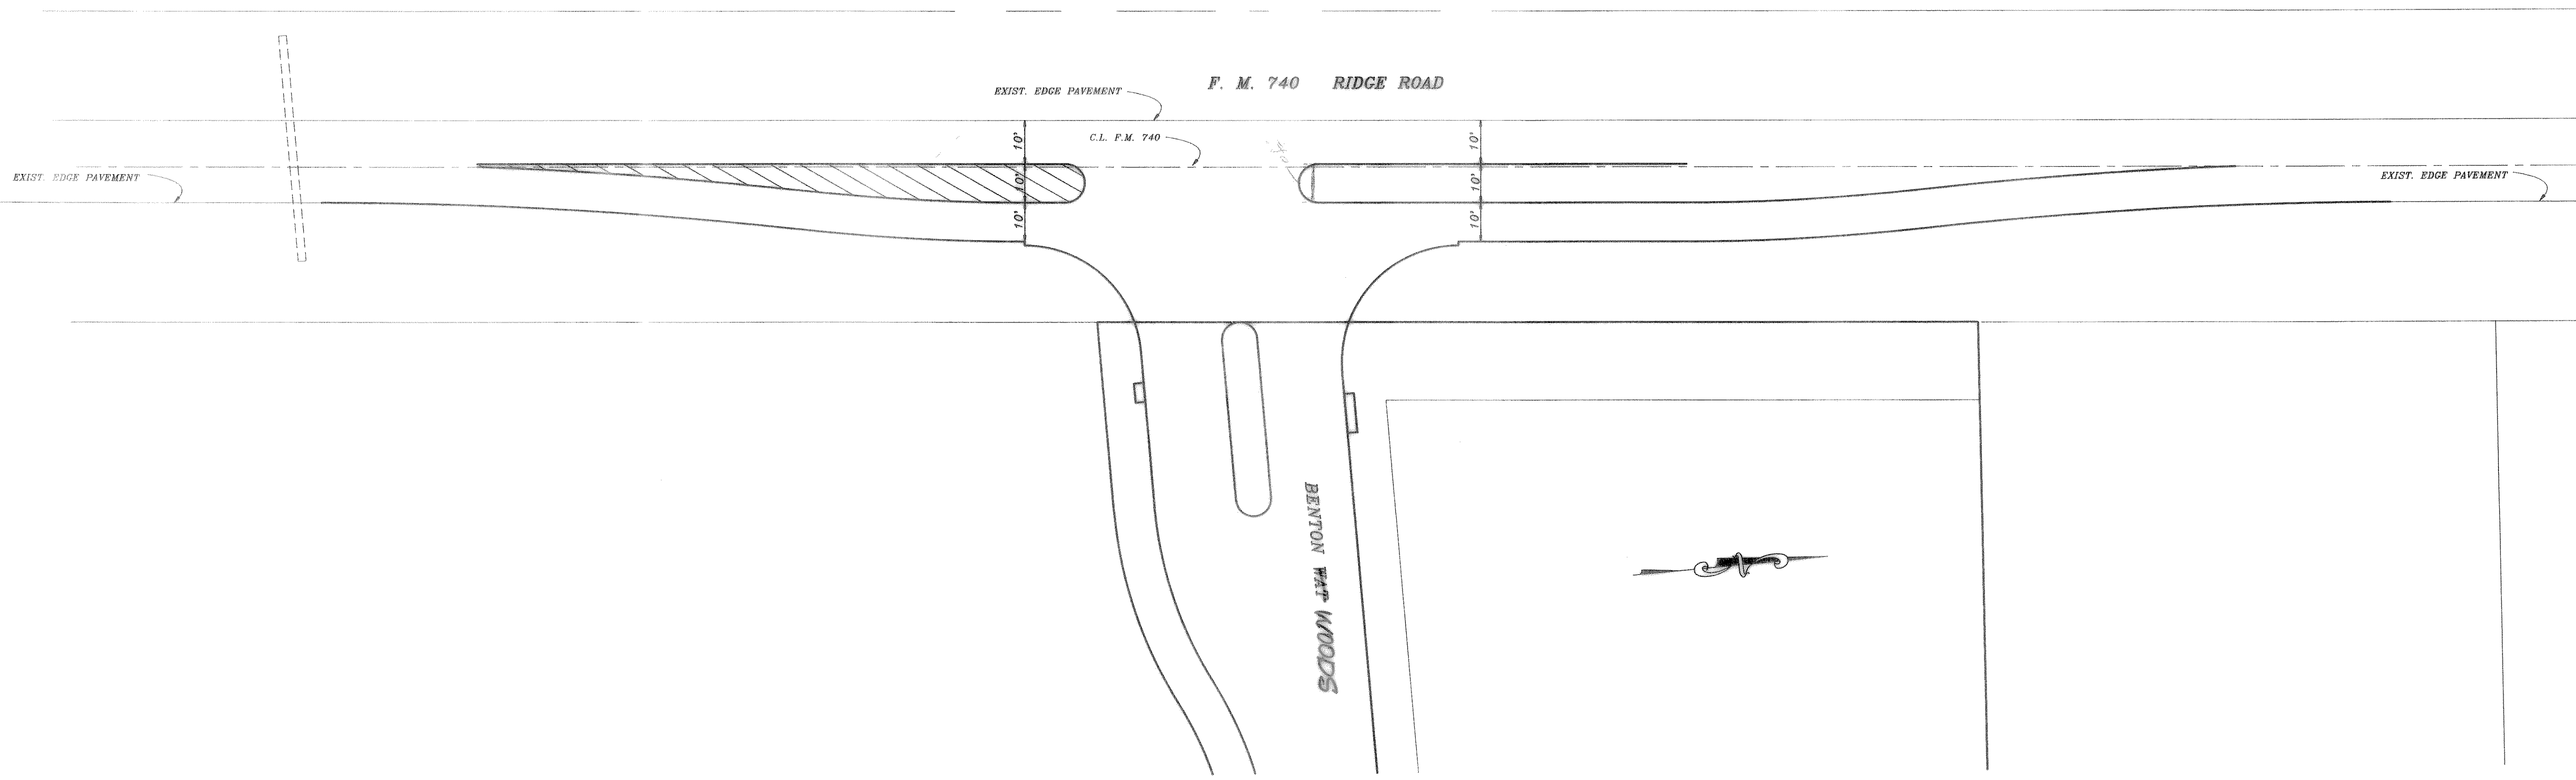 F. M. 740 RIDGE ROAD
EXIST. EDGE PAVEMENT
C.L. F.M. 740
10'
10'
10'
10'
10'
10'
EXIST. EDGE PAVEMENT
EXIST. EDGE PAVEMENT
BENTON WAY WOODS